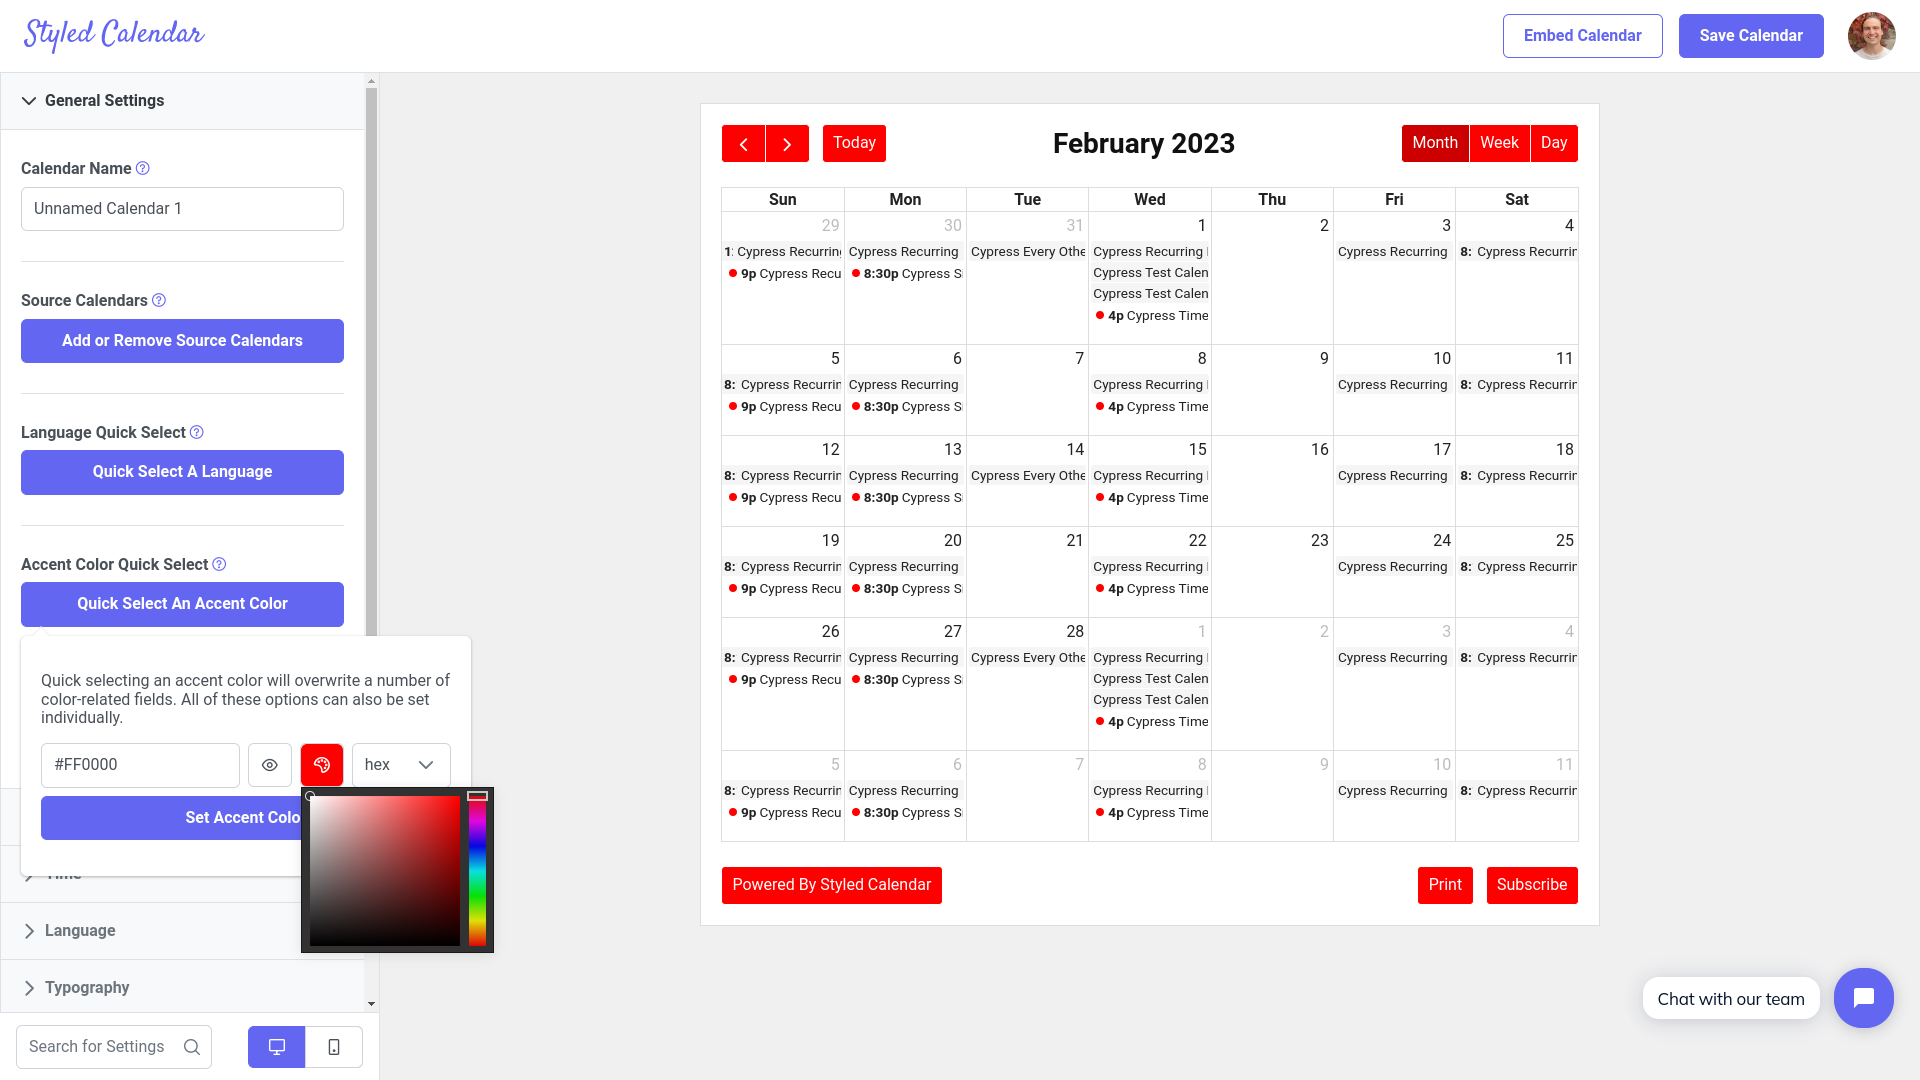 Styled Calendar
Embed Calendar
Save Calendar
General Settings
Calendar Name
Unnamed Calendar 1
Source Calendars
Add or Remove Source Calendars
Language Quick Select
Quick Select A Language
Accent Color Quick Select
Quick Select An Accent Color
Quick selecting an accent color will overwrite a number of
color-related fields. All of these options can also be set
individually.
#FF0000
hex
Set Accent Colo
Time
Language
Typography
Search for Settings
Today
February 2023
Month Week Day
Sun Mon Tue Wed Thu Fri Sat
29 30 31 1 2 3 4
1: Cypress Recurring Cypress Recurring Cypress Every Othe Cypress Recurring Cypress Recurring 8: Cypress Recurrin
9p Cypress Recu 8:30p Cypress S Cypress Test Calen
Cypress Test Calen
4p Cypress Time
5 6 7 8 9 10 11
8: Cypress Recurrin Cypress Recurring Cypress Recurring Cypress Recurring 8: Cypress Recurrin
9p Cypress Recu 8:30p Cypress S 4p Cypress Time
12 13 14 15 16 17 18
8: Cypress Recurrin Cypress Recurring Cypress Every Othe Cypress Recurring Cypress Recurring 8: Cypress Recurrin
9p Cypress Recu 8:30p Cypress S 4p Cypress Time
19 20 21 22 23 24 25
8: Cypress Recurrin Cypress Recurring Cypress Recurring Cypress Recurring 8: Cypress Recurrin
9p Cypress Recu 8:30p Cypress S 4p Cypress Time
26 27 28 1 2 3 4
8: Cypress Recurrin Cypress Recurring Cypress Every Othe Cypress Recurring Cypress Recurring 8: Cypress Recurrin
9p Cypress Recu 8:30p Cypress S Cypress Test Calen
Cypress Test Calen
4p Cypress Time
5 6 7 8 9 10 11
8: Cypress Recurrin Cypress Recurring Cypress Recurring Cypress Recurring 8: Cypress Recurrin
9p Cypress Recu 8:30p Cypress S 4p Cypress Time
Powered By Styled Calendar
Print
Subscribe
Chat with our team